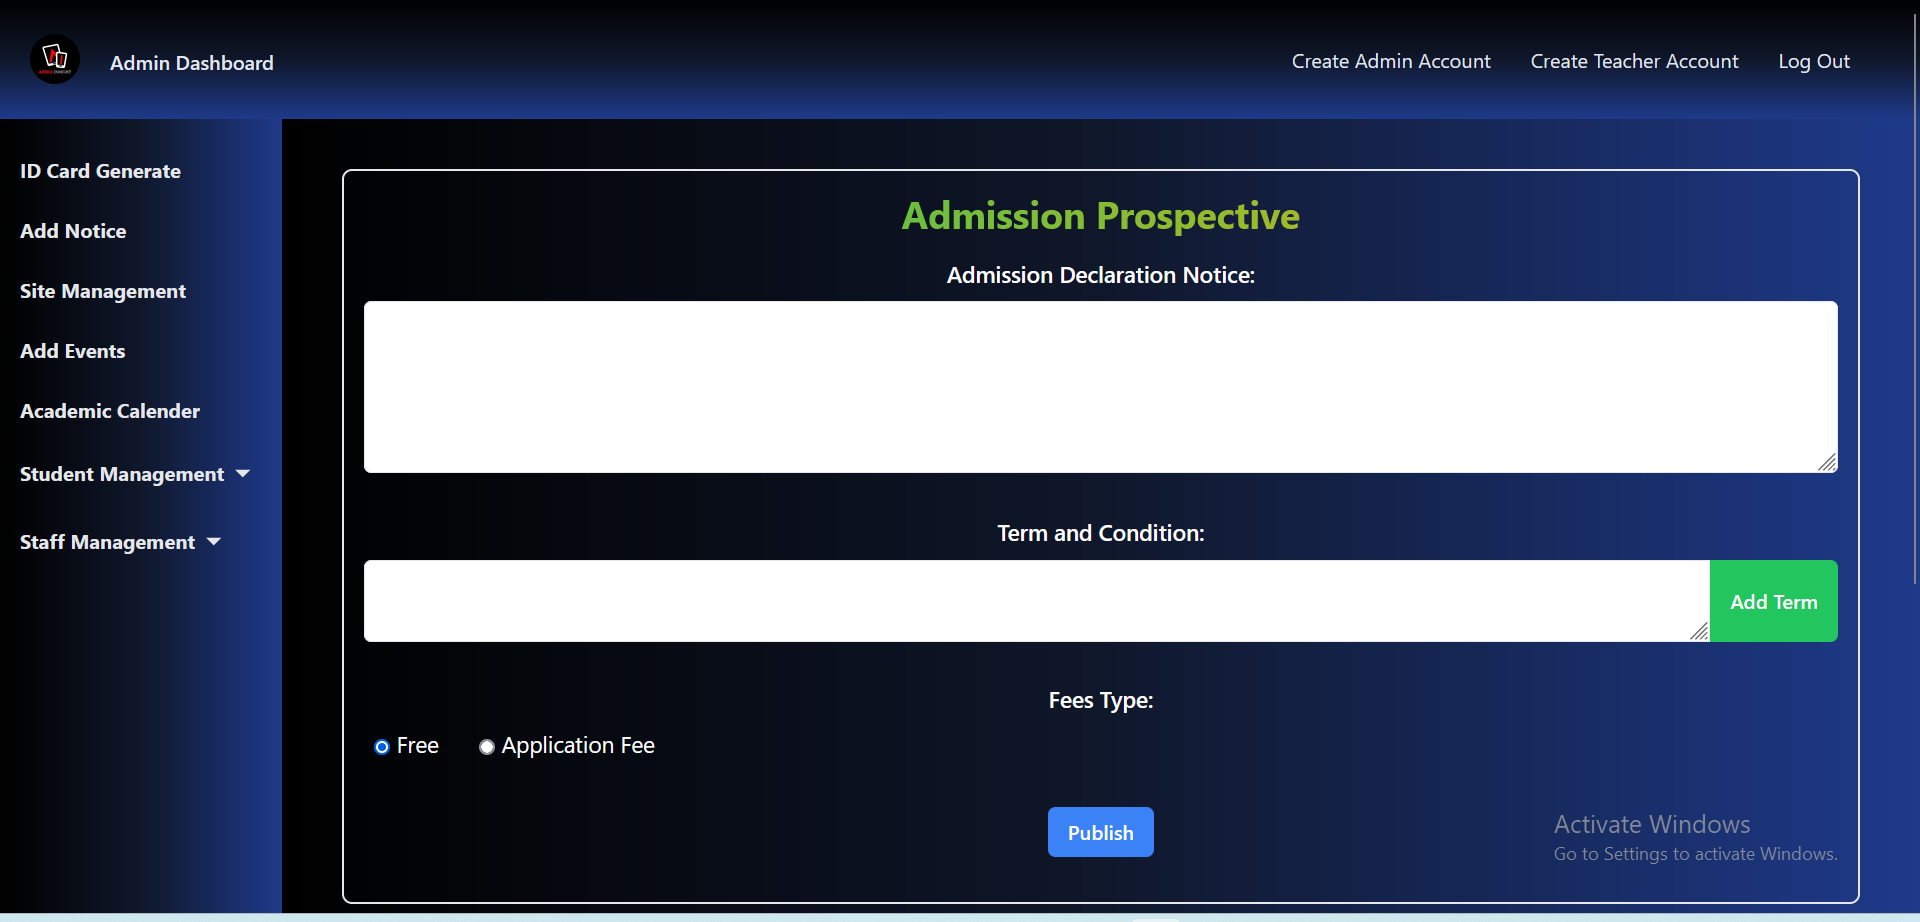 Admin Dashboard
Create Admin Account
Create Teacher Account
Log Out
ID Card Generate
Add Notice
Site Management
Add Events
Academic Calender
Student Management
Staff Management
Admission Prospective
Admission Declaration Notice:
Term and Condition:
Add Term
Fees Type:
Free
Application Fee
Publish
Activate Windows
Go to Settings to activate Windows.